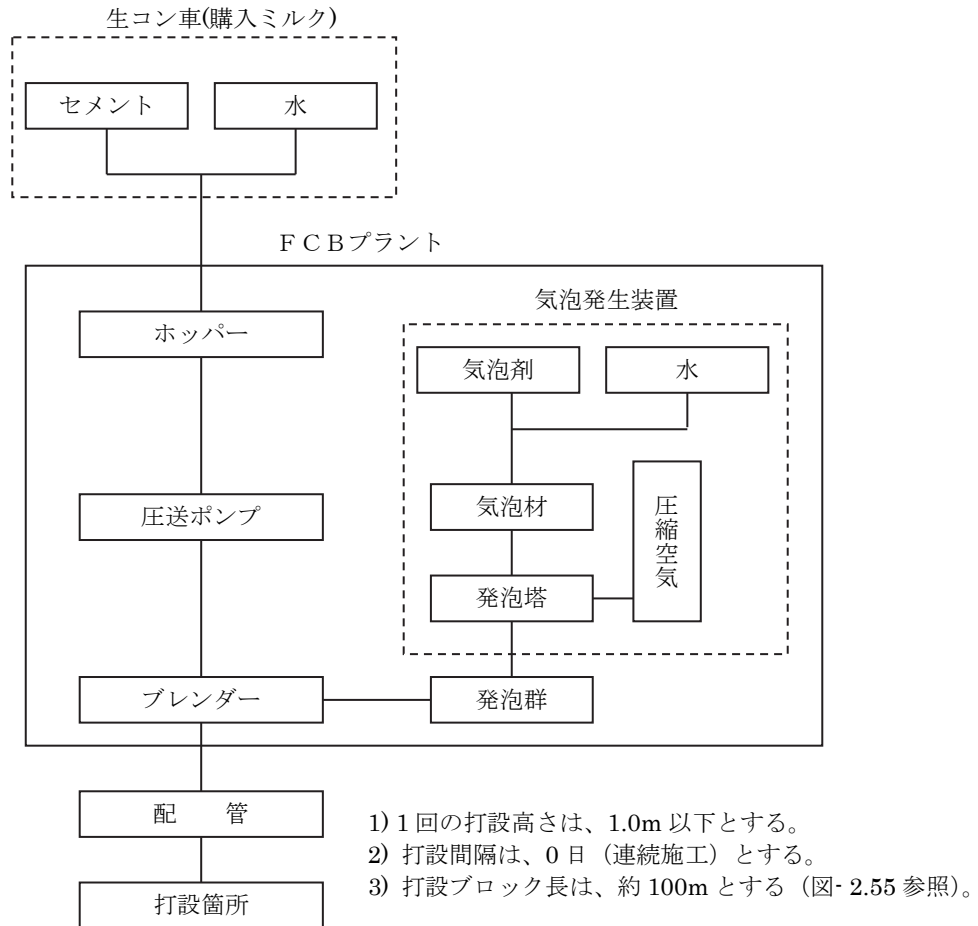 生コン車(購入ミルク)
セメント
水
ＦＣＢプラント
ホッパー
圧送ポンプ
ブレンダー
気泡発生装置
気泡剤
水
気泡材
圧縮空気
発泡塔
発泡群
配　　管
打設箇所
1) 1 回の打設高さは、1.0m 以下とする。
2) 打設間隔は、0 日（連続施工）とする。
3) 打設ブロック長は、約 100m とする（図- 2.55 参照）。